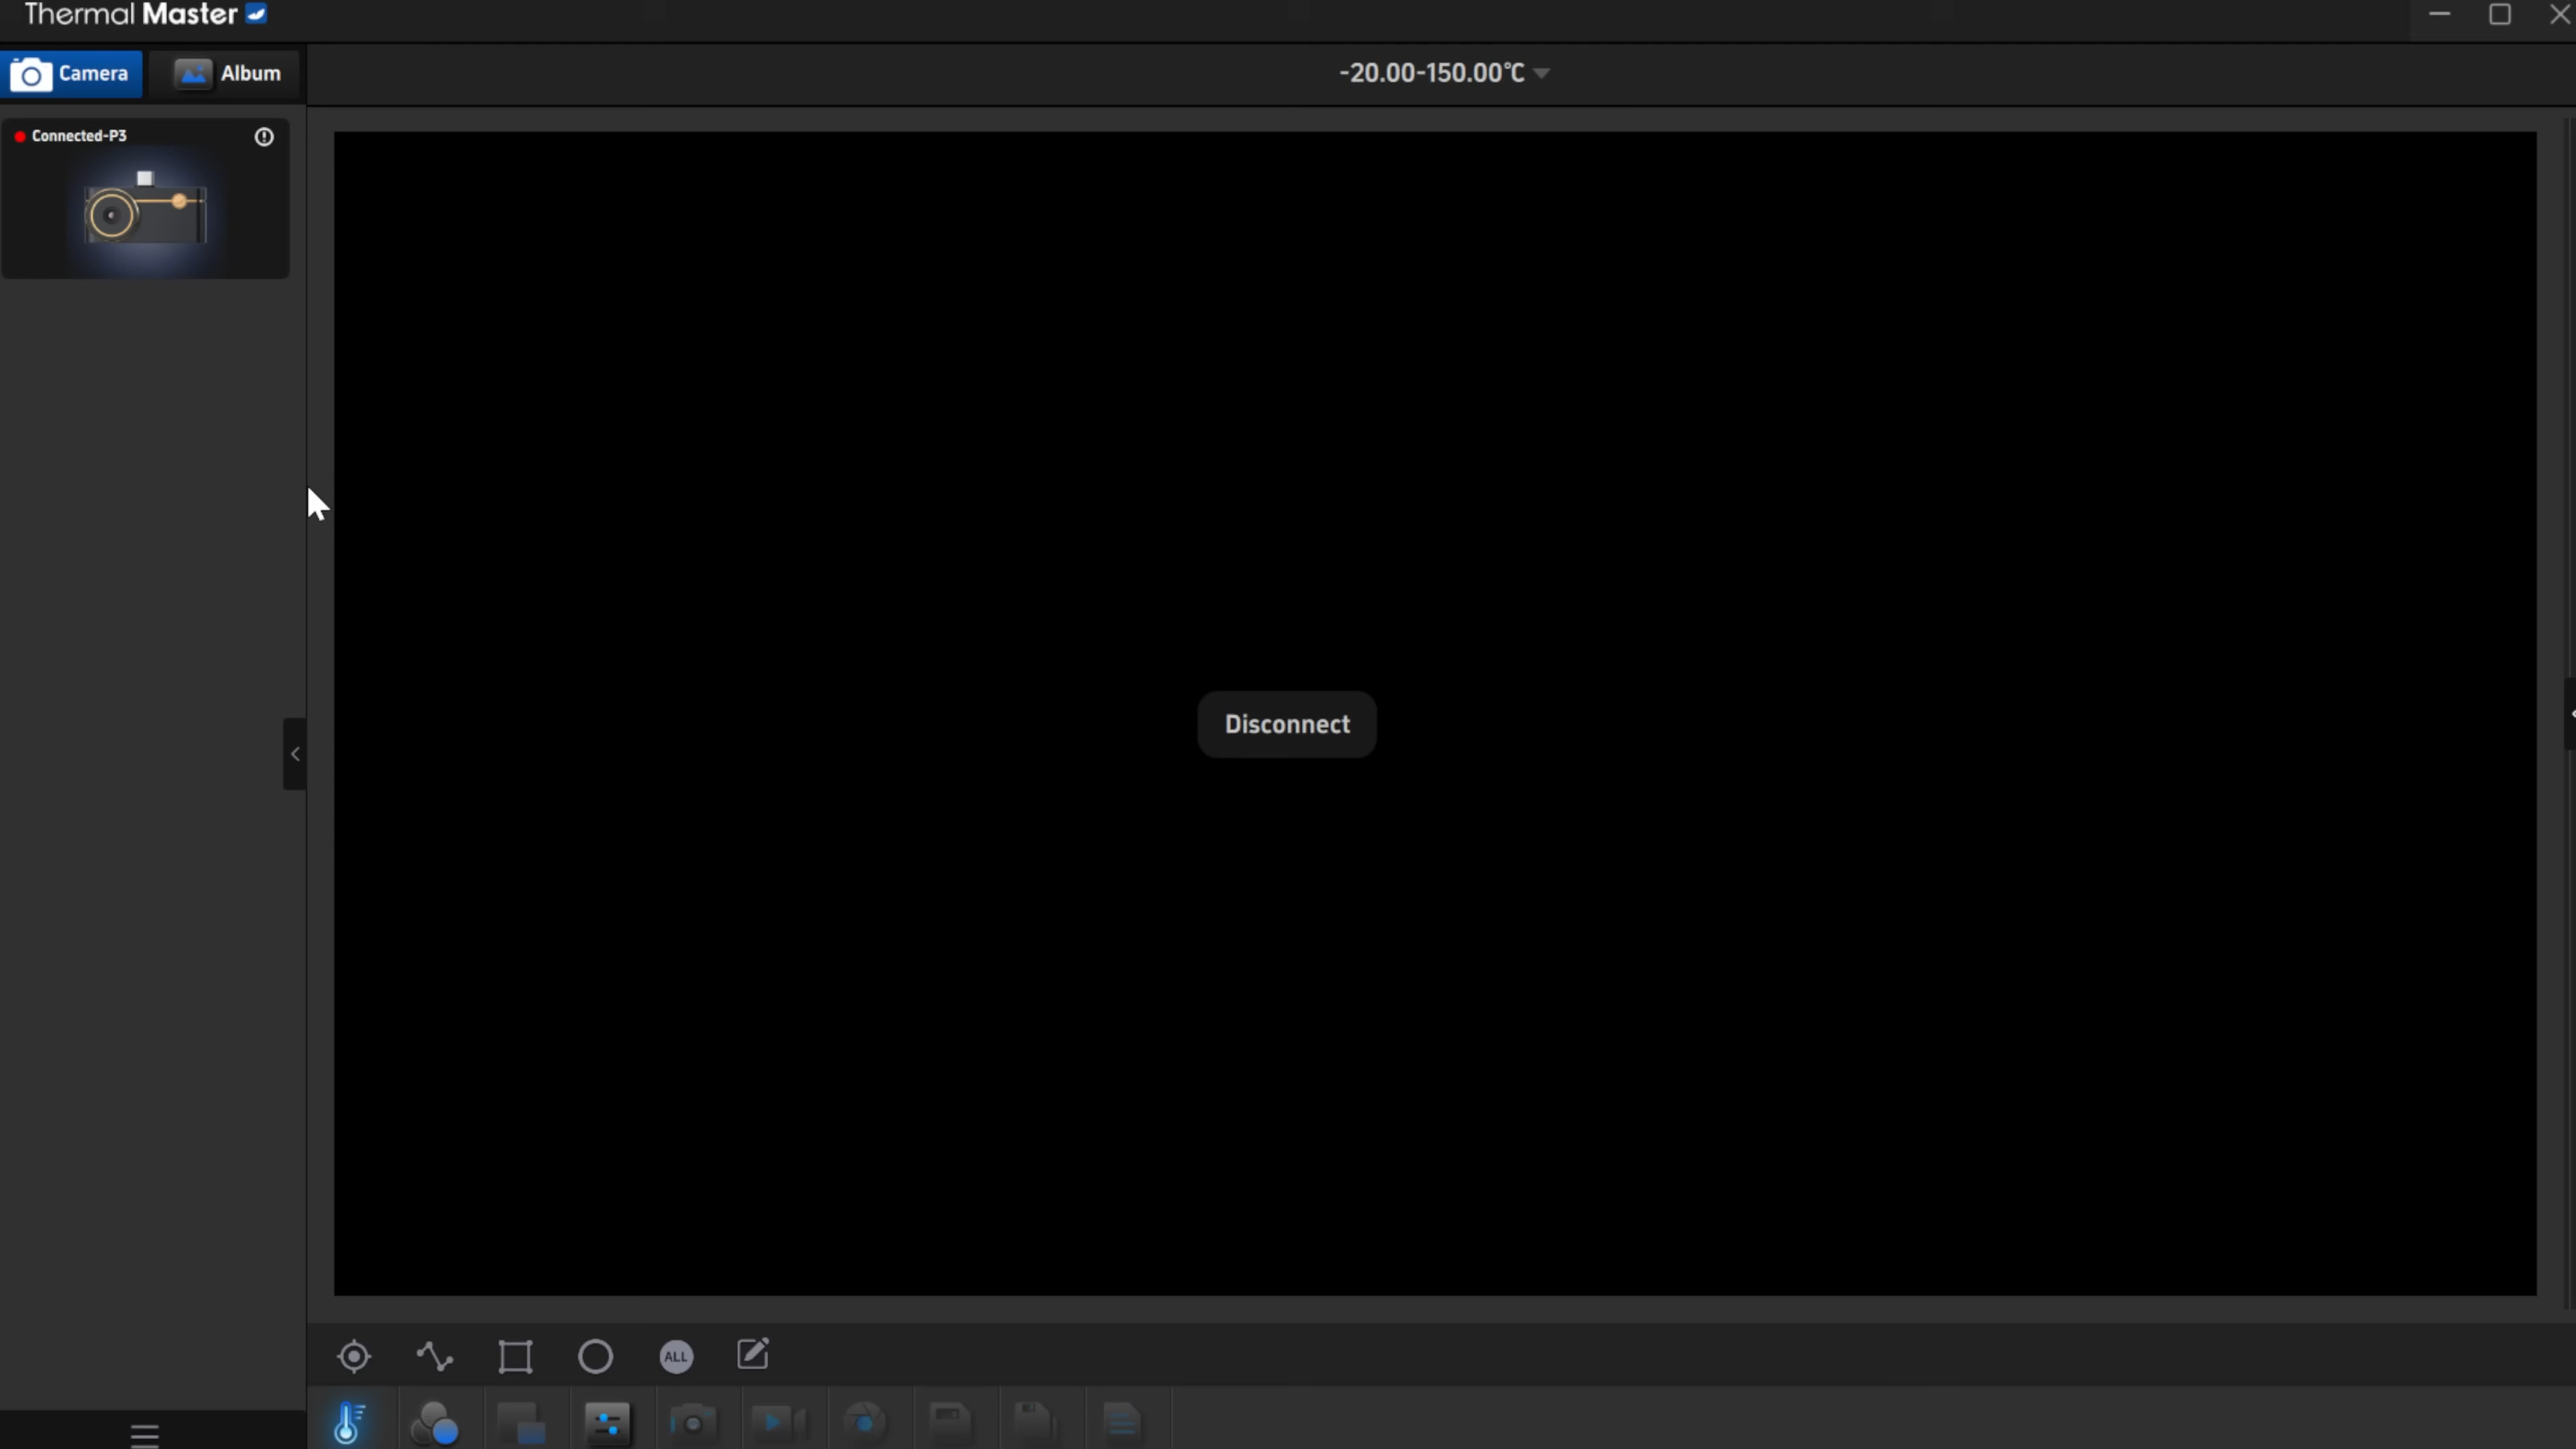 Thermal Master
Camera
Album
-20.00-150.00℃
Connected-P3
Disconnect
ALL